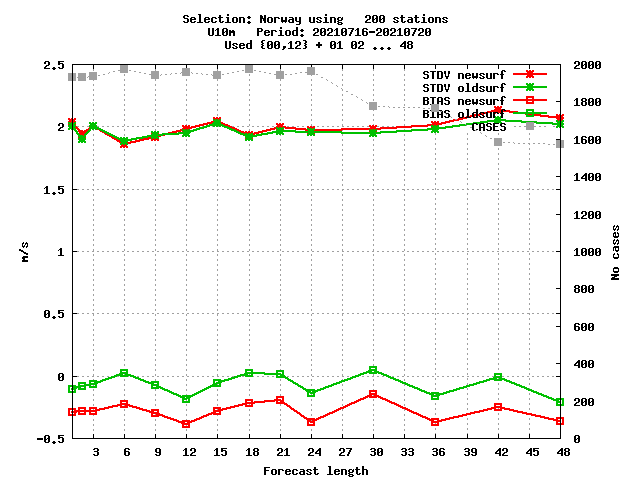 Selection: Norway using   200 stations
U10m   Period: 20210716-20210720
Used {00,12} + 01 02 ... 48
2.5
2
1.5
1
0.5
0
-0.5
m/s
2000
1800
1600
1400
1200
1000
800
600
400
200
0
No cases
STDV newsurf
STDV oldsurf
BIAS newsurf
BIAS oldsurf
CASES
3 6 9 12 15 18 21 24 27 30 33 36 39 42 45 48
Forecast length